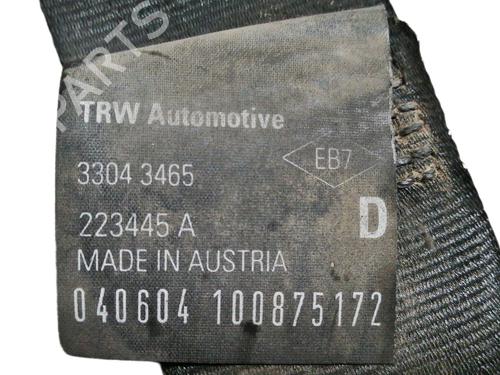 PARTS
TRW Automotive
EB7
3304 3465
223445 A
D
MADE IN AUSTRIA
040604 100875172